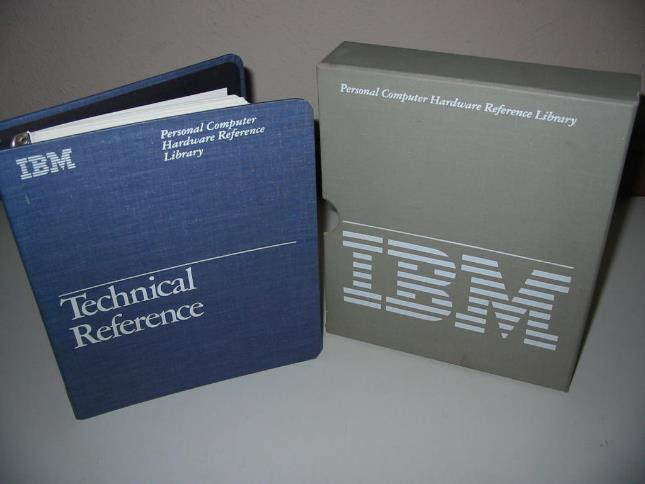 IBM
Personal Computer
Hardware Reference
Library
Technical
Reference
Personal Computer Hardware Reference Library
IBM